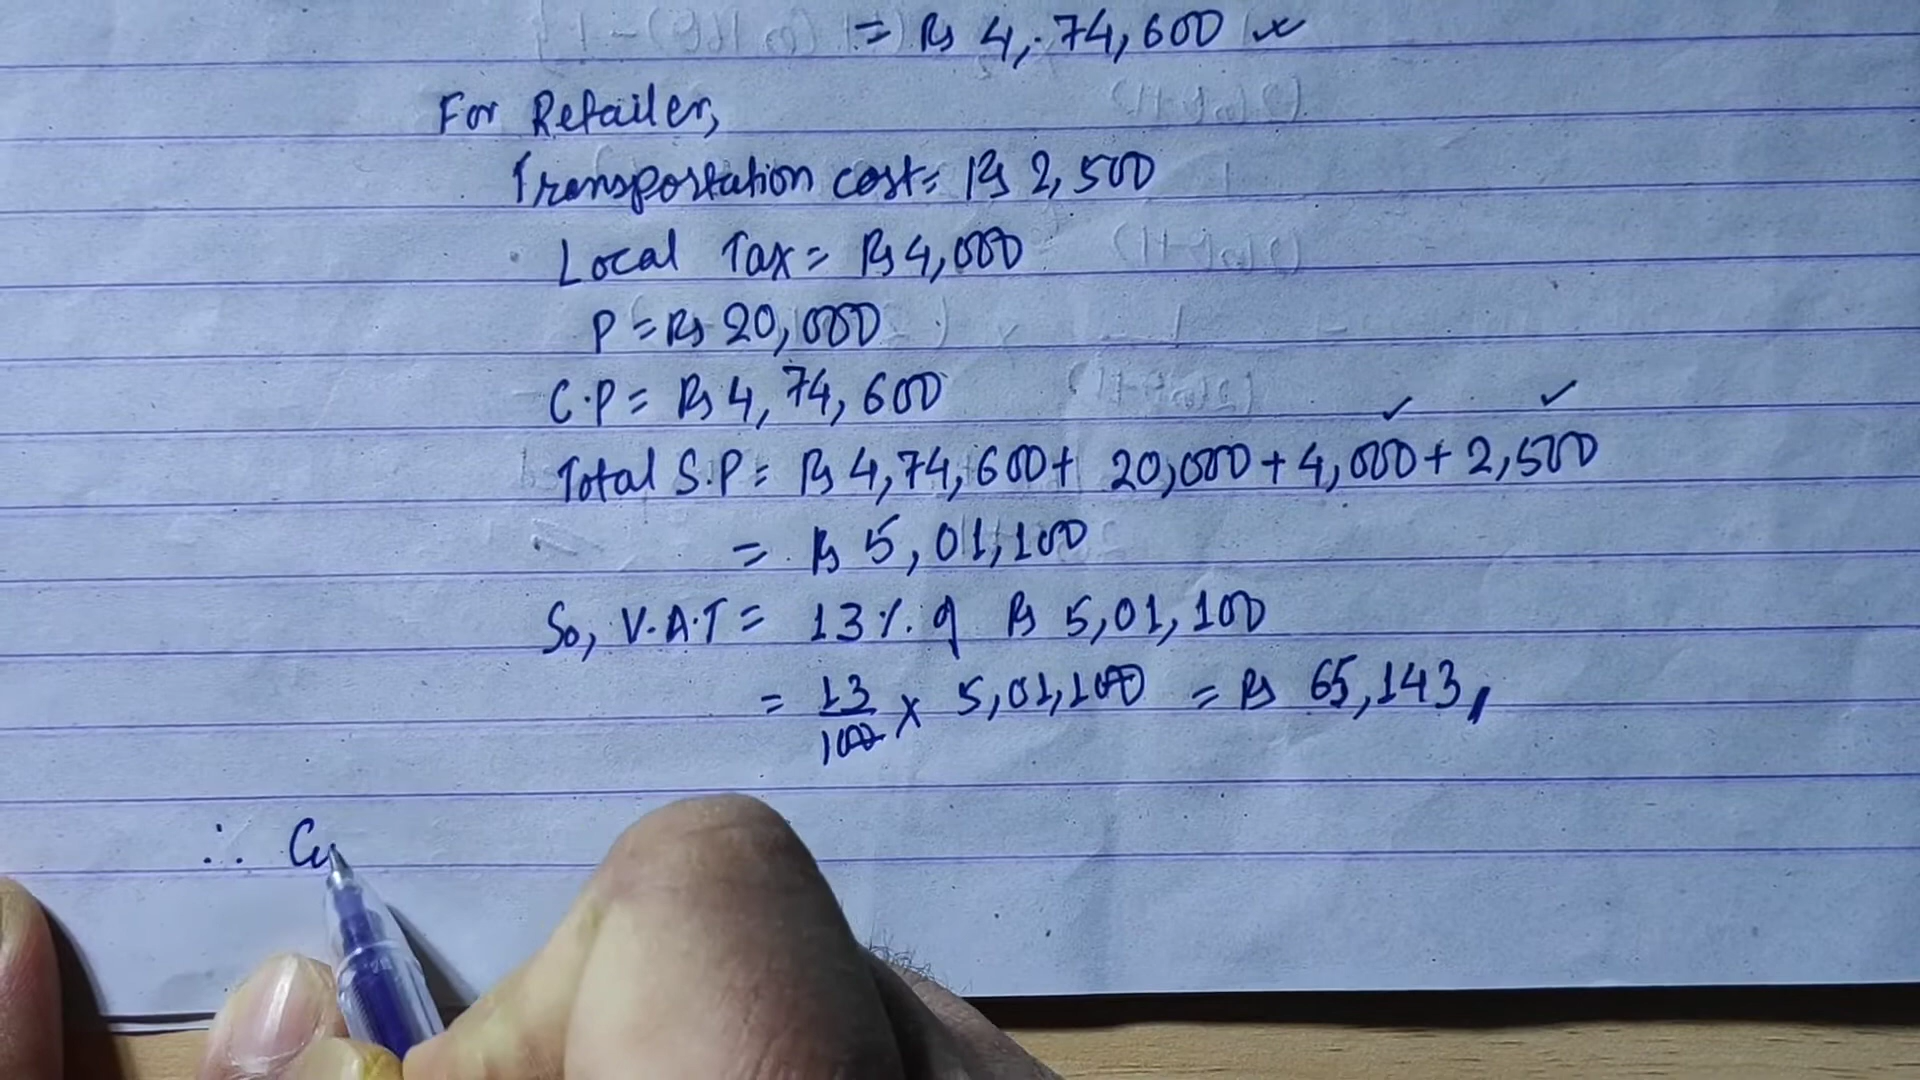 = Rs 4,74,600
For Retailer,
Transportation cost = Rs 2,500
Local Tax = Rs 4,000
P = Rs 20,000
C.P = Rs 4,74,600
Total S.P = Rs 4,74,600 + 20,000 + 4,000 + 2,500
= Rs 5,01,100
So, V.A.T = 13% of Rs 5,01,100
= 13/100 × 5,01,100 = Rs 65,143
∴ Cu